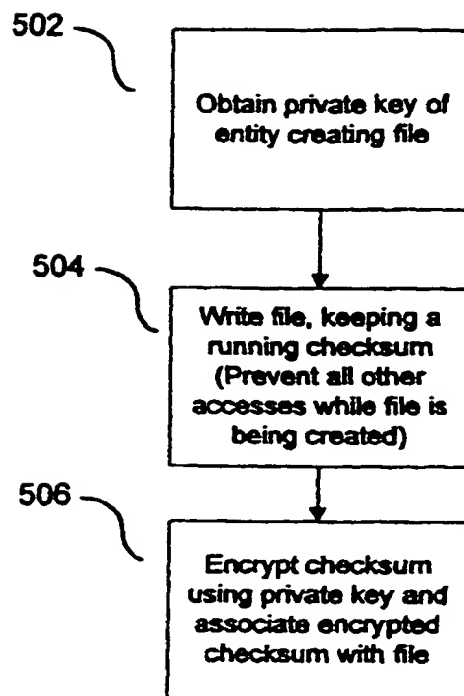 502
Obtain private key of
entity creating file
504
Write file, keeping a
running checksum
(Prevent all other
accesses while file is
being created)
506
Encrypt checksum
using private key and
associate encrypted
checksum with file